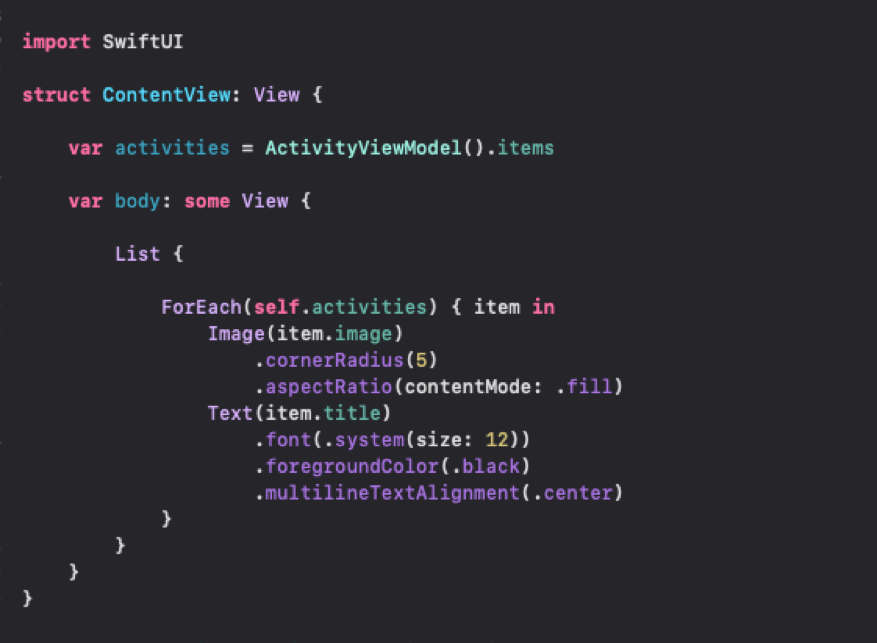 import SwiftUI
struct ContentView: View {
var activities = ActivityViewModel().items
var body: some View {
List {
ForEach(self.activities) { item in
Image(item.image)
.cornerRadius(5)
.aspectRatio(contentMode: .fill)
Text(item.title)
.font(.system(size: 12))
.foregroundColor(.black)
.multilineTextAlignment(.center)
}
}
}
}